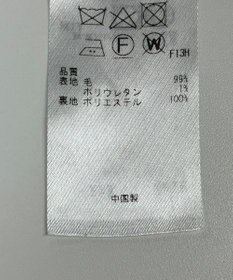 F
W
F13H
品質
表地 毛 99%
ポリウレタン 1%
裏地 ポリエステル 100%
中国製